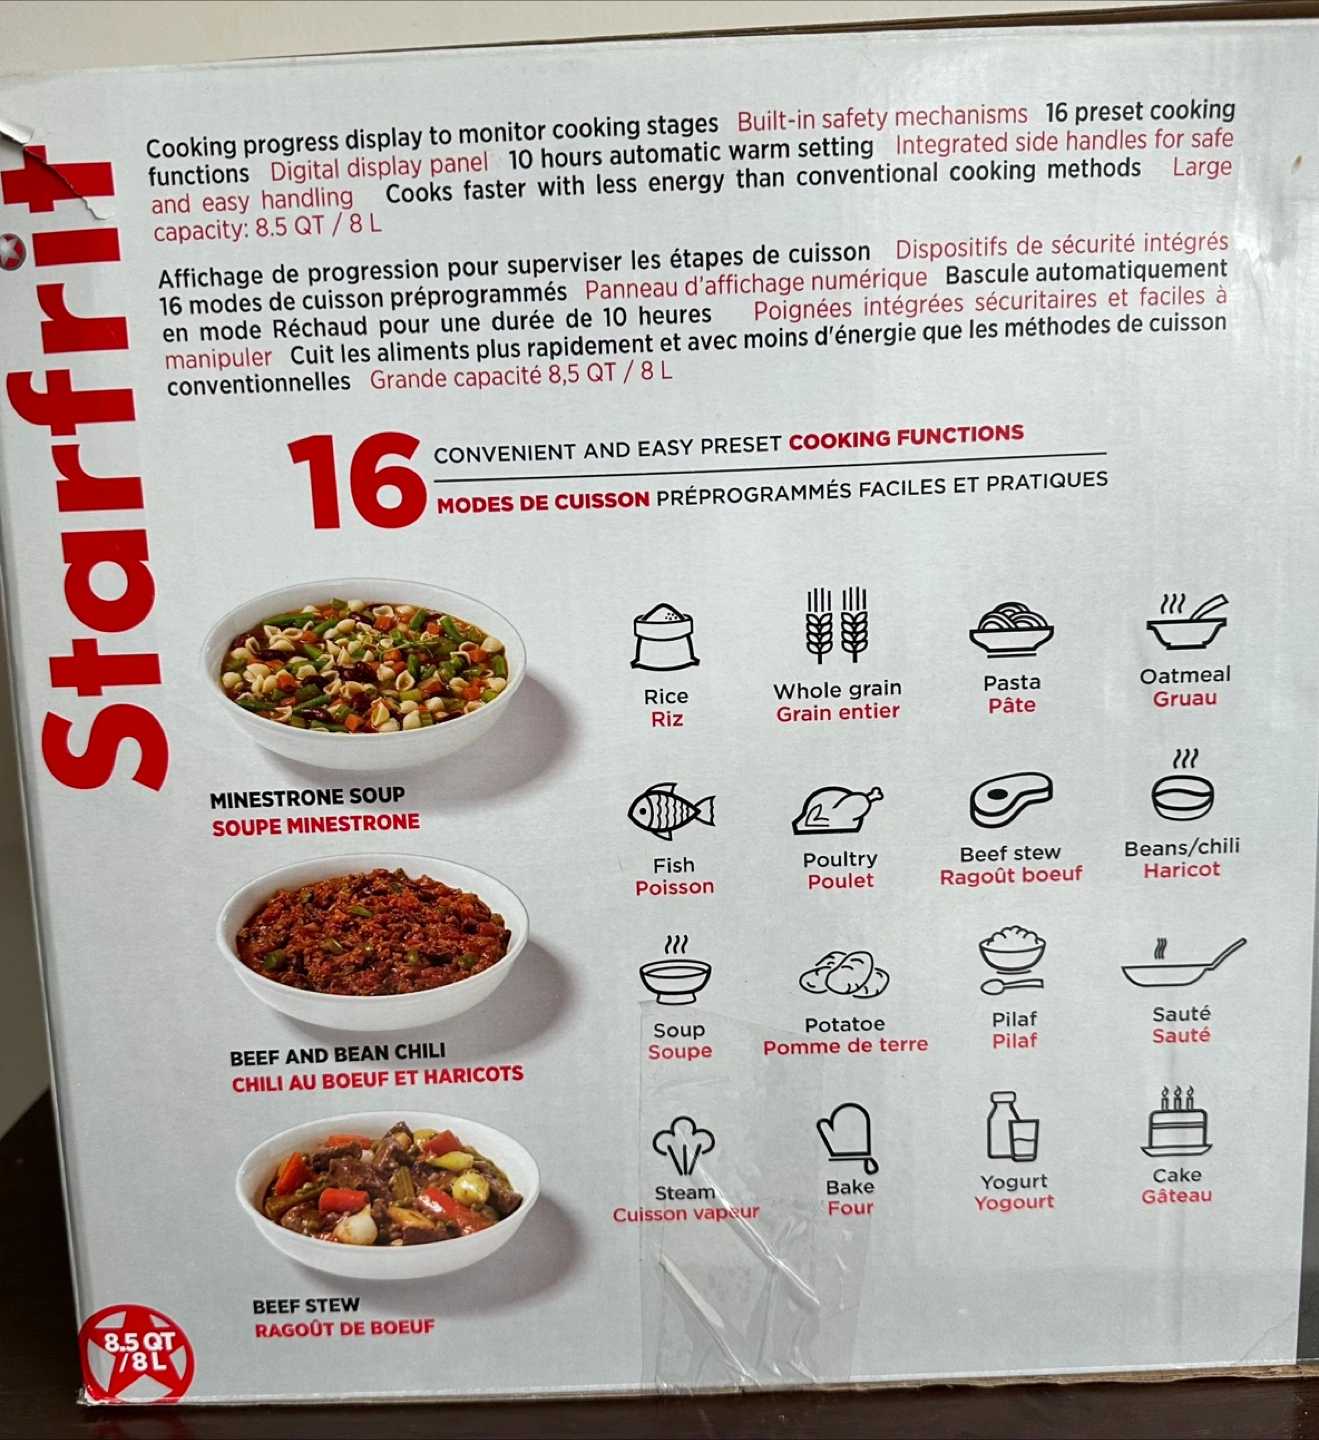 Starfrit
Cooking progress display to monitor cooking stages Built-in safety mechanisms 16 preset cooking
functions Digital display panel 10 hours automatic warm setting Integrated side handles for safe
and easy handling Cooks faster with less energy than conventional cooking methods Large
capacity: 8.5 QT / 8 L
Affichage de progression pour superviser les étapes de cuisson Dispositifs de sécurité intégrés
16 modes de cuisson préprogrammés Panneau d'affichage numérique Bascule automatiquement
en mode Réchaud pour une durée de 10 heures Poignées intégrées sécuritaires et faciles à
manipuler Cuit les aliments plus rapidement et avec moins d'énergie que les méthodes de cuisson
conventionnelles Grande capacité 8,5 QT / 8 L
16
CONVENIENT AND EASY PRESET COOKING FUNCTIONS
MODES DE CUISSON PRÉPROGRAMMÉS FACILES ET PRATIQUES
MINESTRONE SOUP
SOUPE MINESTRONE
BEEF AND BEAN CHILI
CHILI AU BOEUF ET HARICOTS
BEEF STEW
RAGOÛT DE BOEUF
Rice
Riz
Whole grain
Grain entier
Pasta
Pâte
Oatmeal
Gruau
Fish
Poisson
Poultry
Poulet
Beef stew
Ragoût boeuf
Beans/chili
Haricot
Soup
Soupe
Potatoe
Pomme de terre
Pilaf
Pilaf
Sauté
Sauté
Steam
Cuisson vapeur
Bake
Four
Yogurt
Yogourt
Cake
Gâteau
8.5 QT
/8 L